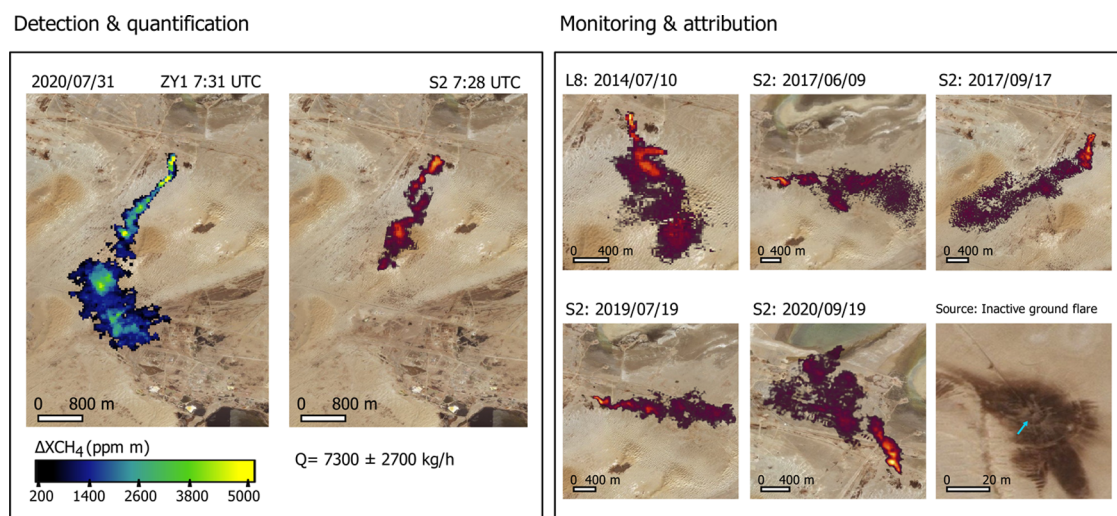 Detection & quantification
Monitoring & attribution
2020/07/31
ZY1 7:31 UTC
S2 7:28 UTC
0 800 m
0 800 m
ΔXCH₄ (ppm m)
200 1400 2600 3800 5000
Q= 7300 ± 2700 kg/h
L8: 2014/07/10
S2: 2017/06/09
S2: 2017/09/17
0 400 m
0 400 m
0 400 m
S2: 2019/07/19
S2: 2020/09/19
Source: Inactive ground flare
0 400 m
0 400 m
0 20 m